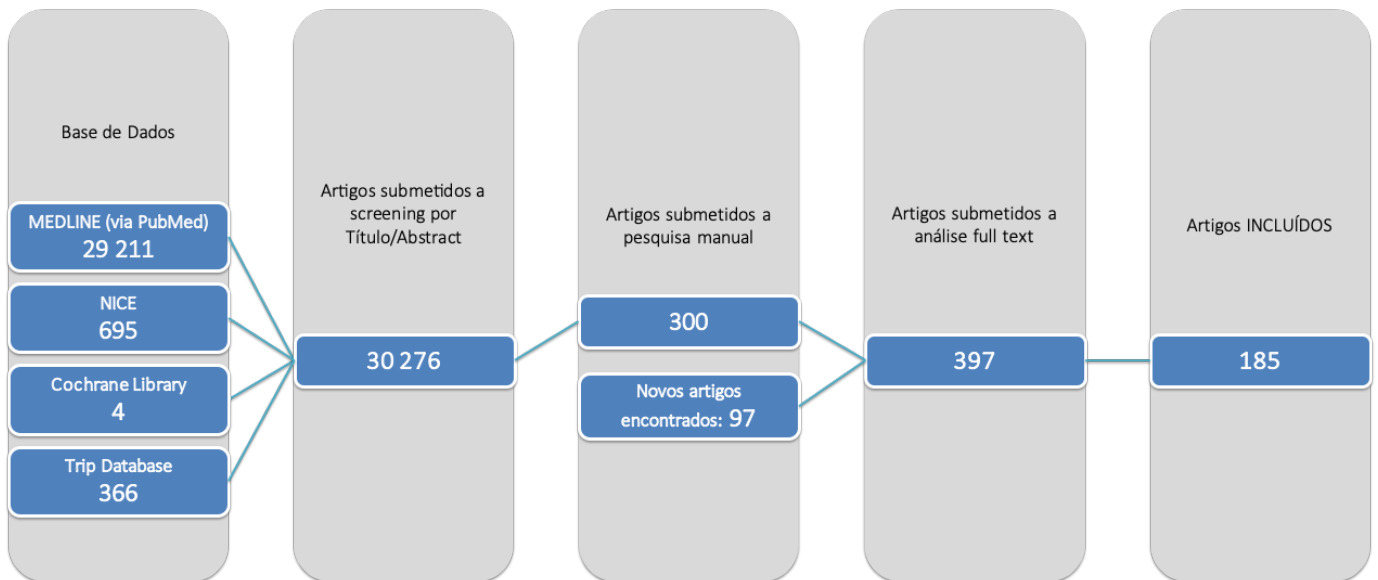 Base de Dados
MEDLINE (via PubMed)
29 211
NICE
695
Cochrane Library
4
Trip Database
366
Artigos submetidos a
screening por
Título/Abstract
30 276
Artigos submetidos a
pesquisa manual
300
Novos artigos
encontrados: 97
Artigos submetidos a
análise full text
397
Artigos INCLUÍDOS
185